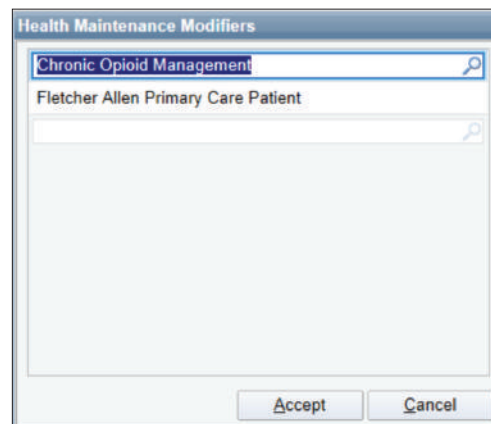 Health Maintenance Modifiers
Chronic Opioid Management
Fletcher Allen Primary Care Patient
Accept Cancel